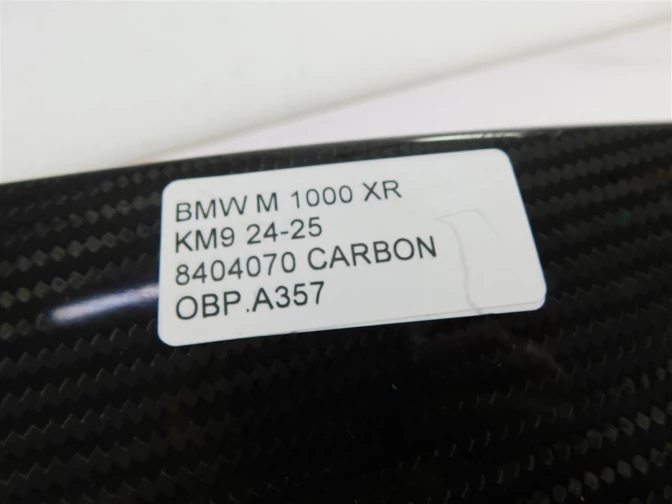 BMW M 1000 XR
KM9 24-25
8404070 CARBON
OBP.A357